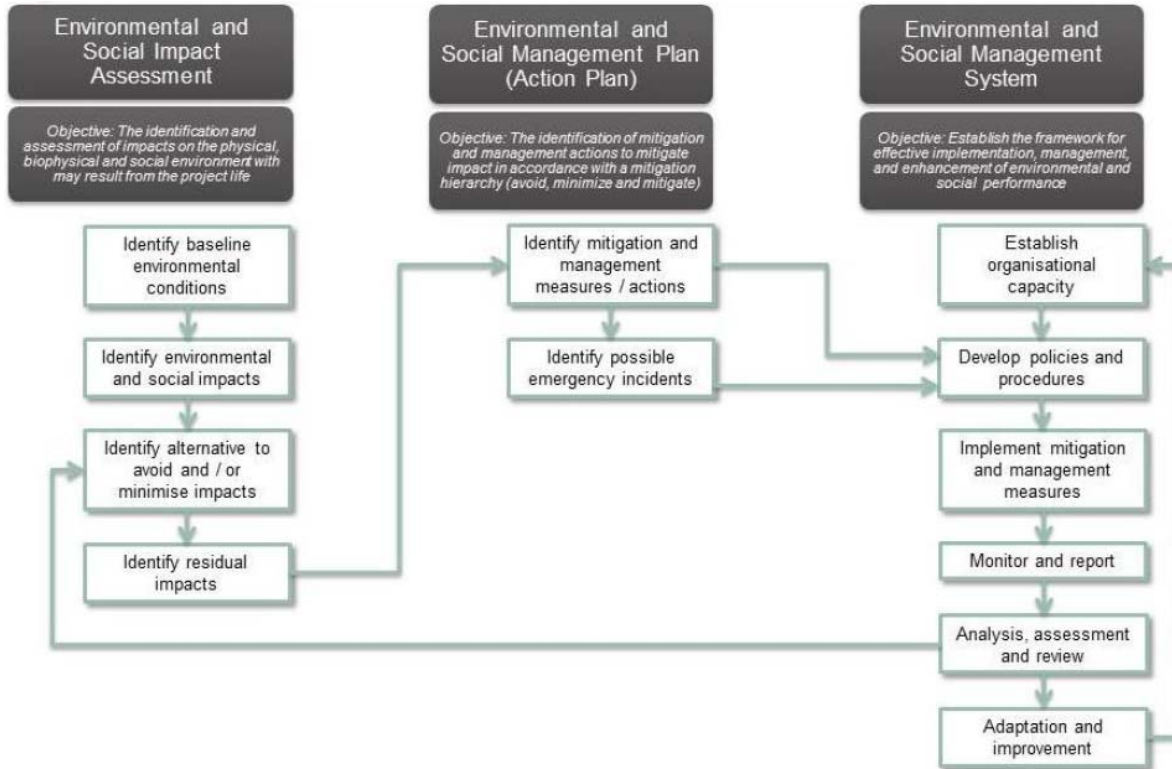 Environmental and
Social Impact
Assessment
Objective: The identification and
assessment of impacts on the physical,
biophysical and social environment with
may result from the project life
Identify baseline
environmental
conditions
Identify environmental
and social impacts
Identify alternative to
avoid and / or
minimise impacts
Identify residual
impacts
Environmental and
Social Management Plan
(Action Plan)
Objective: The identification of mitigation
and management actions to mitigate
impact in accordance with a mitigation
hierarchy (avoid, minimize and mitigate)
Identify mitigation and
management
measures / actions
Identify possible
emergency incidents
Environmental and
Social Management
System
Objective: Establish the framework for
effective implementation, management,
and enhancement of environmental and
social performance
Establish
organisational
capacity
Develop policies and
procedures
Implement mitigation
and management
measures
Monitor and report
Analysis, assessment
and review
Adaptation and
improvement